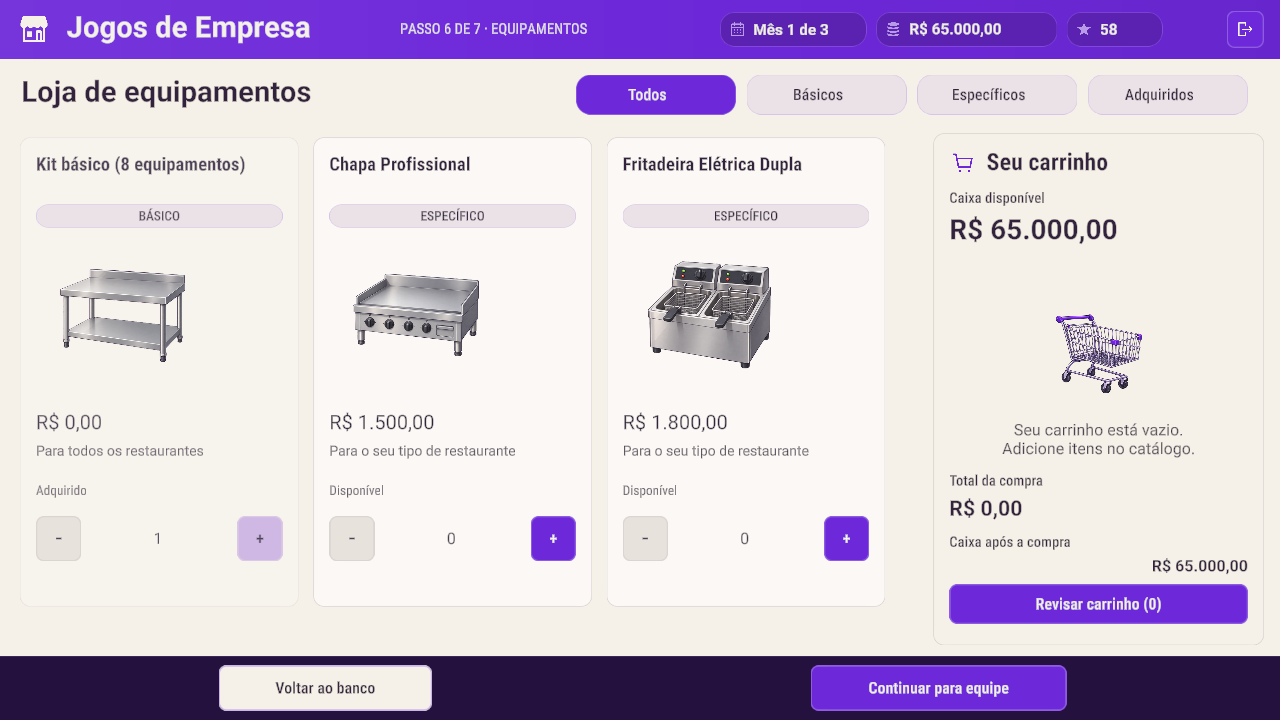 Jogos de Empresa
PASSO 6 DE 7 · EQUIPAMENTOS
Mês 1 de 3
R$ 65.000,00
58
Loja de equipamentos
Todos
Básicos
Específicos
Adquiridos
Kit básico (8 equipamentos)
BÁSICO
R$ 0,00
Para todos os restaurantes
Adquirido
-
1
+
Chapa Profissional
ESPECÍFICO
R$ 1.500,00
Para o seu tipo de restaurante
Disponível
-
0
+
Fritadeira Elétrica Dupla
ESPECÍFICO
R$ 1.800,00
Para o seu tipo de restaurante
Disponível
-
0
+
Seu carrinho
Caixa disponível
R$ 65.000,00
Seu carrinho está vazio.
Adicione itens no catálogo.
Total da compra
R$ 0,00
Caixa após a compra
R$ 65.000,00
Revisar carrinho (0)
Voltar ao banco
Continuar para equipe